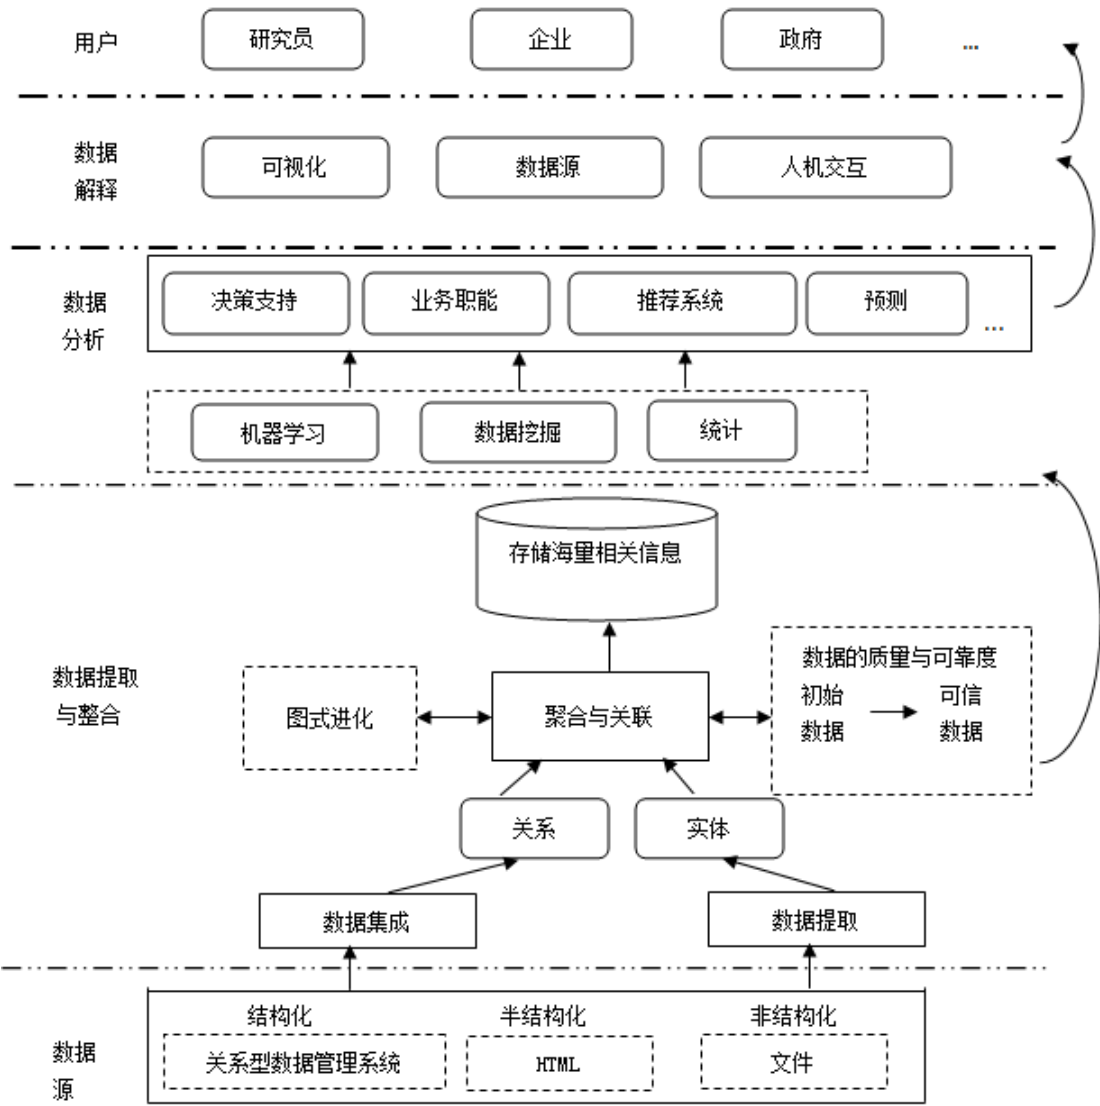 用户
研究员
企业
政府
...
数据
解释
可视化
数据源
人机交互
数据
分析
决策支持
业务职能
推荐系统
预测
...
机器学习
数据挖掘
统计
存储海量相关信息
数据提取
与整合
图式进化
聚合与关联
数据的质量与可靠度
初始
数据
可信
数据
关系
实体
数据集成
数据提取
数据
源
结构化
半结构化
非结构化
关系型数据管理系统
HTML
文件